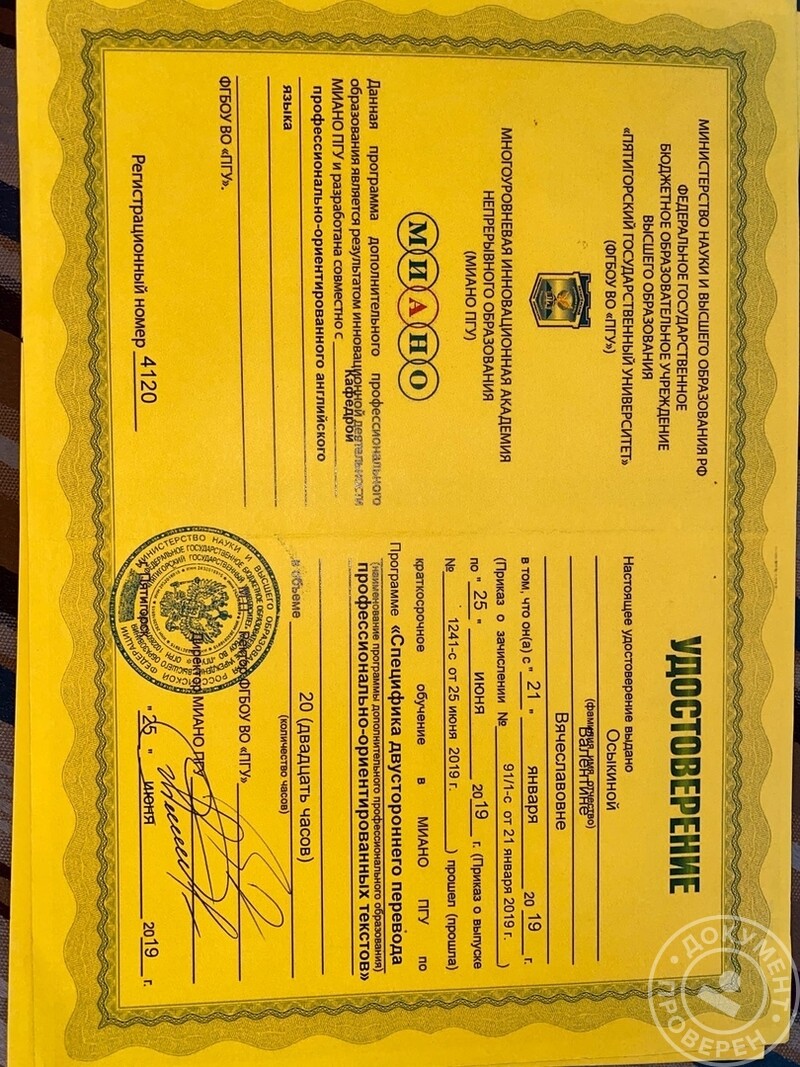 МИНИСТЕРСТВО НАУКИ И ВЫСШЕГО ОБРАЗОВАНИЯ РФ
ФЕДЕРАЛЬНОЕ ГОСУДАРСТВЕННОЕ
БЮДЖЕТНОЕ ОБРАЗОВАТЕЛЬНОЕ УЧРЕЖДЕНИЕ
ВЫСШЕГО ОБРАЗОВАНИЯ
«ПЯТИГОРСКИЙ ГОСУДАРСТВЕННЫЙ УНИВЕРСИТЕТ»
(ФГБОУ ВО «ПГУ»)
МНОГОУРОВНЕВАЯ ИННОВАЦИОННАЯ АКАДЕМИЯ
НЕПРЕРЫВНОГО ОБРАЗОВАНИЯ
(МИАНО ПГУ)
МИАНО
Данная программа дополнительного профессионального
образования является результатом инновационной деятельности
МИАНО ПГУ и разработана совместно с Кафедрой
профессионально-ориентированного английского
языка
ФГБОУ ВО «ПГУ».
Регистрационный номер 4120
УДОСТОВЕРЕНИЕ
Настоящее удостоверение выдано
Осыкиной
(фамилия, имя, отчество)
Валентине
Вячеславовне
в том, что он(а) с " 21 " января 2019 г.
(Приказ о зачислении № 91/1-с от 21 января 2019 г. )
по " 25 " июня 2019 г. (Приказ о выпуске
№ 1241-с от 25 июня 2019 г. ) прошел (прошла)
краткосрочное обучение в МИАНО ПГУ по
Программе «Специфика двустороннего перевода
(наименование программы дополнительного профессионального образования)
профессионально-ориентированных текстов»
в объеме 20 (двадцать часов)
(количество часов)
Ректор ФГБОУ ВО «ПГУ»
Директор МИАНО ПГУ
г. Пятигорск " 25 " июня 2019 г.
ДОКУМЕНТ
ПРОВЕРЕН